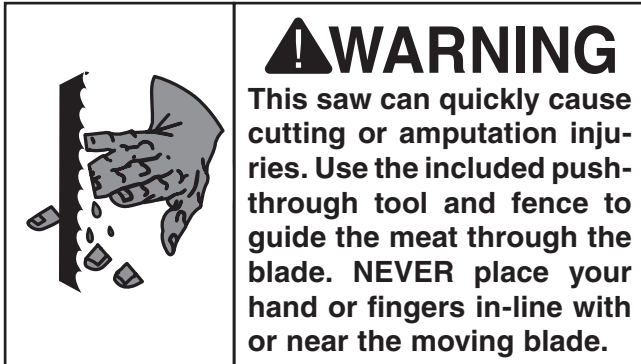 WARNING
This saw can quickly cause
cutting or amputation inju-
ries. Use the included push-
through tool and fence to
guide the meat through the
blade. NEVER place your
hand or fingers in-line with
or near the moving blade.